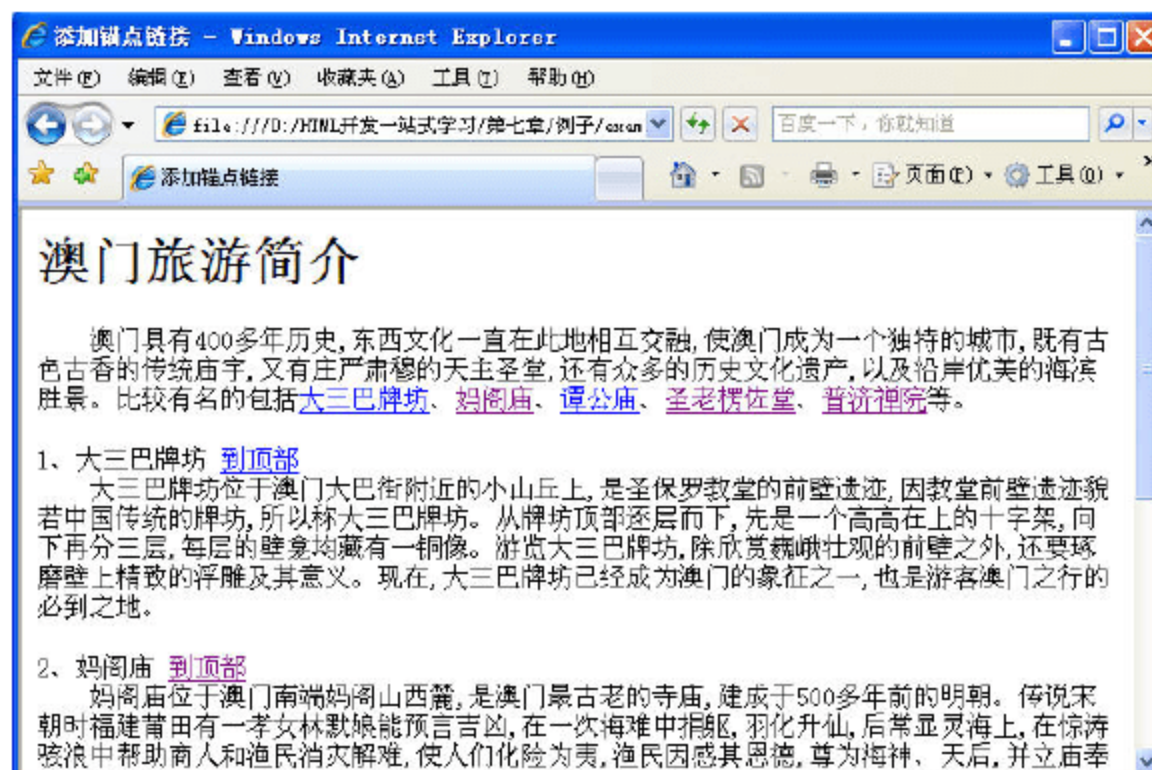 添加锚点链接 - Windows Internet Explorer
文件(F) 编辑(E) 查看(V) 收藏夹(A) 工具(T) 帮助(H)
file:///D:/HTML开发一站式学习/第七章/例子/exam 百度一下，你就知道
添加锚点链接 页面(P) 工具(O)
澳门旅游简介
澳门具有400多年历史,东西文化一直在此地相互交融,使澳门成为一个独特的城市,既有古
色古香的传统庙宇,又有庄严肃穆的天主圣堂,还有众多的历史文化遗产,以及沿岸优美的海滨
胜景。比较有名的包括大三巴牌坊、妈阁庙、谭公庙、圣老楞佐堂、普济禅院等。
1、大三巴牌坊 到顶部
大三巴牌坊位于澳门大巴街附近的小山丘上,是圣保罗教堂的前壁遗迹,因教堂前壁遗迹貌
若中国传统的牌坊,所以称大三巴牌坊。从牌坊顶部逐层而下,先是一个高高在上的十字架,向
下再分三层,每层的壁龛均藏有一铜像。游览大三巴牌坊,除欣赏巍峨壮观的前壁之外,还要琢
磨壁上精致的浮雕及其意义。现在,大三巴牌坊已经成为澳门的象征之一,也是游客澳门之行的
必到之地。
2、妈阁庙 到顶部
妈阁庙位于澳门南端妈阁山西麓,是澳门最古老的寺庙,建成于500多年前的明朝。传说宋
朝时福建莆田有一孝女林默娘能预言吉凶,在一次海难中捐躯,羽化升仙,后常显灵海上,在惊涛
骇浪中帮助商人和渔民消灾解难,使人们化险为夷,渔民因感其恩德,尊为海神、天后,并立庙奉